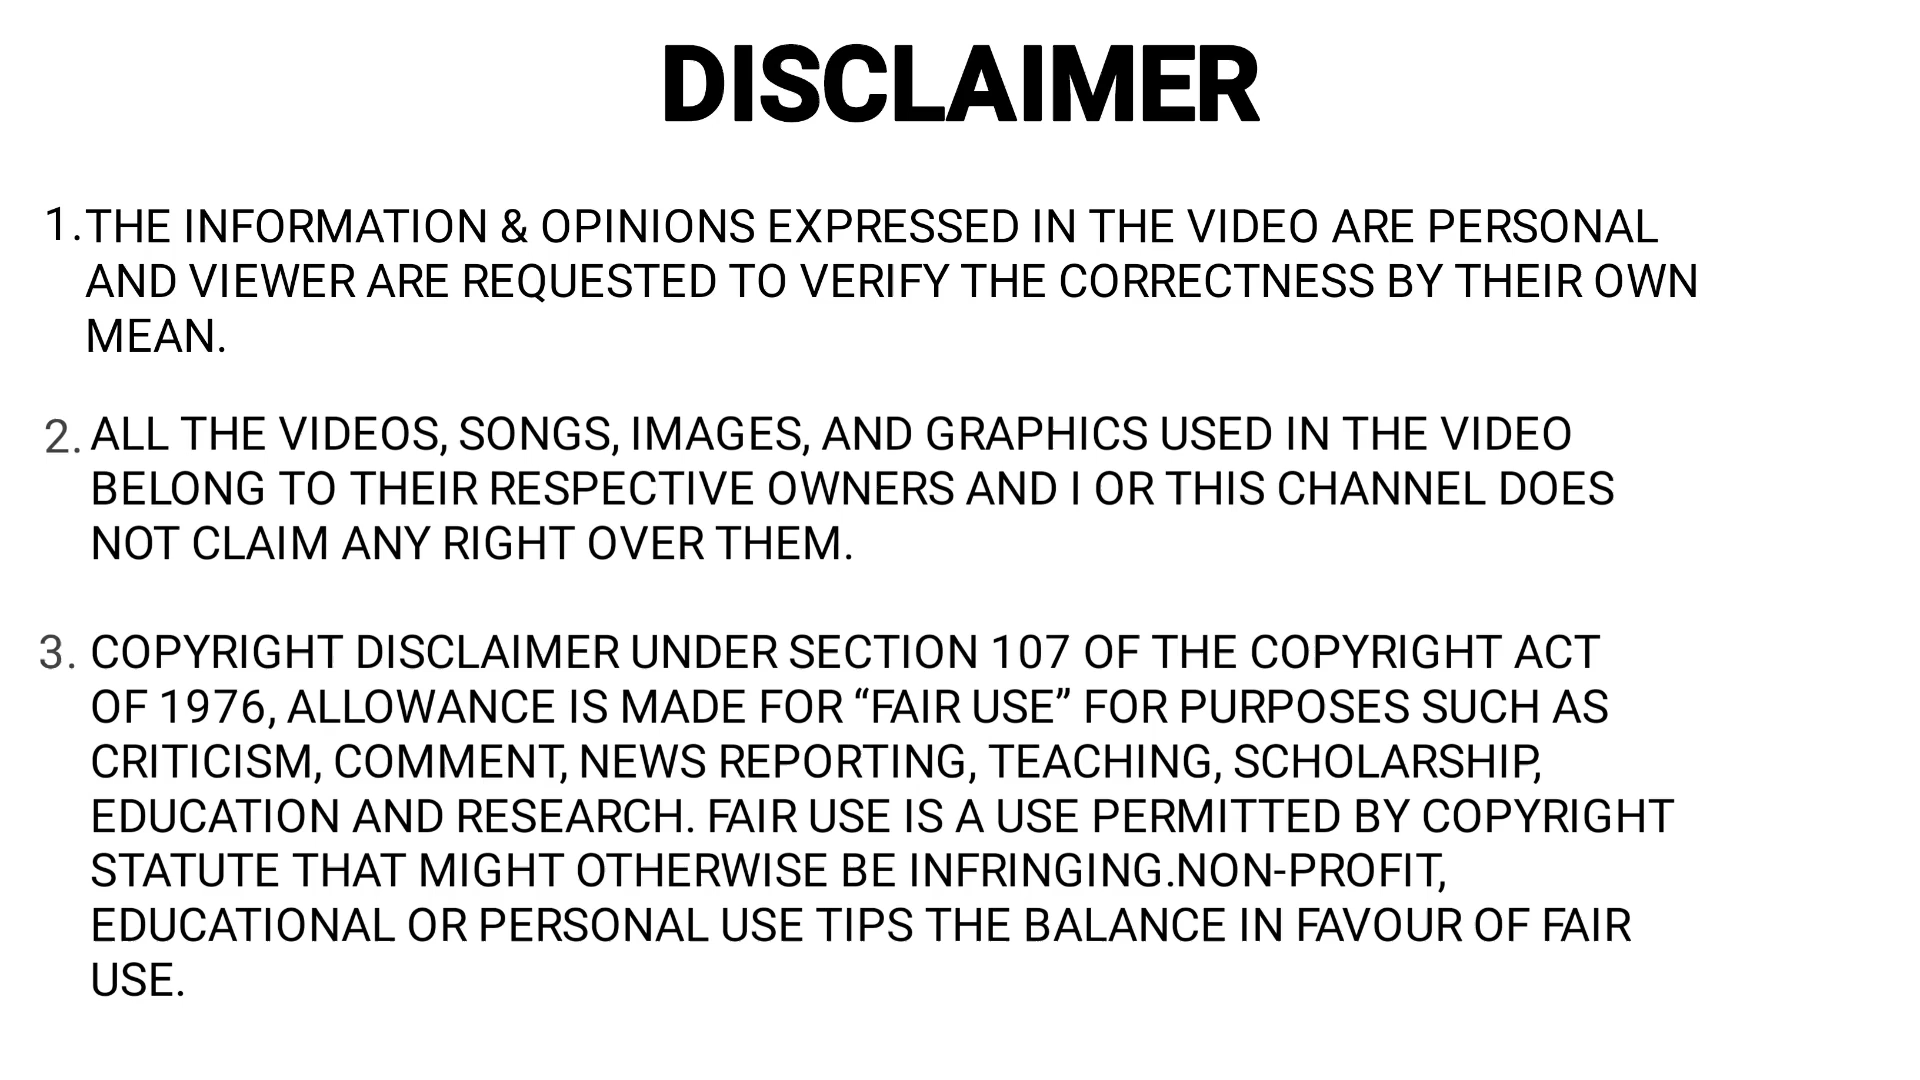 DISCLAIMER
1. THE INFORMATION & OPINIONS EXPRESSED IN THE VIDEO ARE PERSONAL
AND VIEWER ARE REQUESTED TO VERIFY THE CORRECTNESS BY THEIR OWN
MEAN.
2. ALL THE VIDEOS, SONGS, IMAGES, AND GRAPHICS USED IN THE VIDEO
BELONG TO THEIR RESPECTIVE OWNERS AND I OR THIS CHANNEL DOES
NOT CLAIM ANY RIGHT OVER THEM.
3. COPYRIGHT DISCLAIMER UNDER SECTION 107 OF THE COPYRIGHT ACT
OF 1976, ALLOWANCE IS MADE FOR “FAIR USE” FOR PURPOSES SUCH AS
CRITICISM, COMMENT, NEWS REPORTING, TEACHING, SCHOLARSHIP,
EDUCATION AND RESEARCH. FAIR USE IS A USE PERMITTED BY COPYRIGHT
STATUTE THAT MIGHT OTHERWISE BE INFRINGING.NON-PROFIT,
EDUCATIONAL OR PERSONAL USE TIPS THE BALANCE IN FAVOUR OF FAIR
USE.